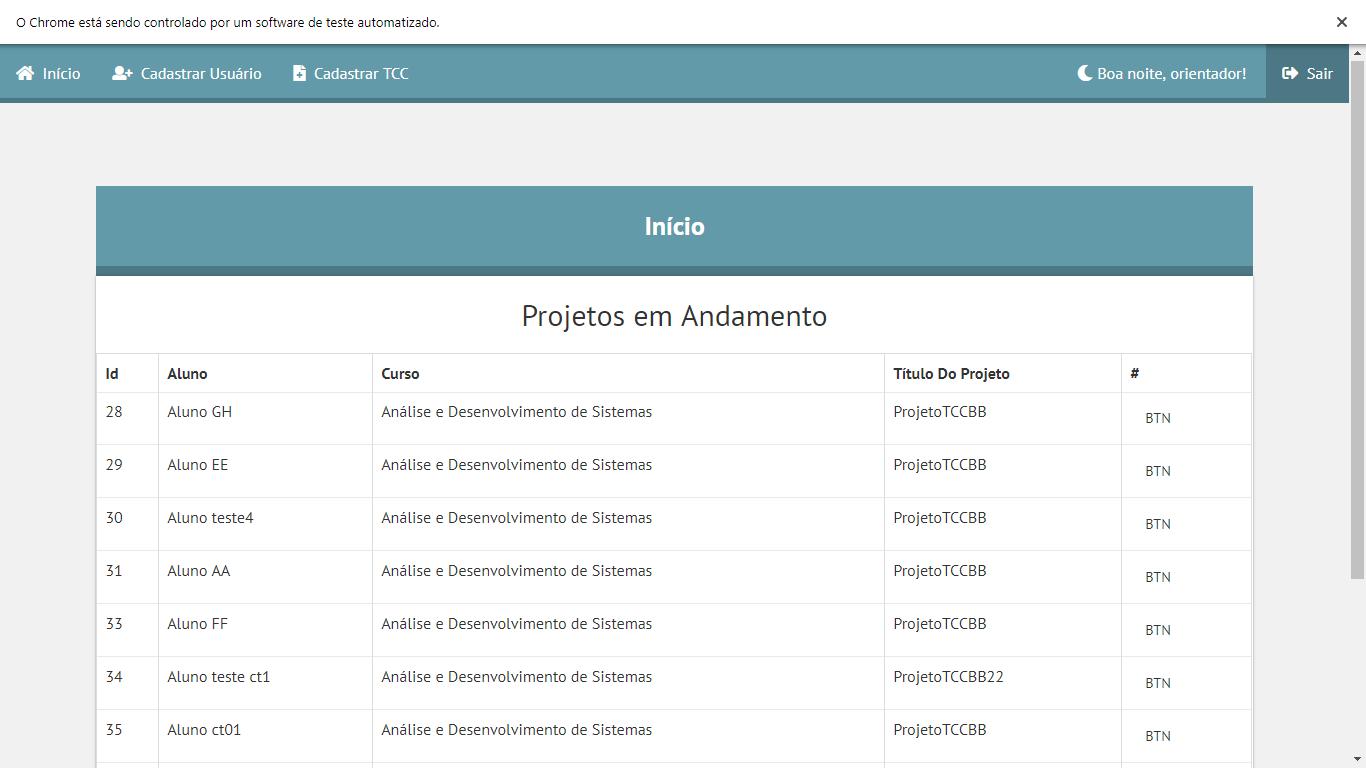 O Chrome está sendo controlado por um software de teste automatizado.
Início Cadastrar Usuário Cadastrar TCC Boa noite, orientador! Sair
Início
Projetos em Andamento
Id Aluno Curso Título Do Projeto #
28 Aluno GH Análise e Desenvolvimento de Sistemas ProjetoTCCBB BTN
29 Aluno EE Análise e Desenvolvimento de Sistemas ProjetoTCCBB BTN
30 Aluno teste4 Análise e Desenvolvimento de Sistemas ProjetoTCCBB BTN
31 Aluno AA Análise e Desenvolvimento de Sistemas ProjetoTCCBB BTN
33 Aluno FF Análise e Desenvolvimento de Sistemas ProjetoTCCBB BTN
34 Aluno teste ct1 Análise e Desenvolvimento de Sistemas ProjetoTCCBB22 BTN
35 Aluno ct01 Análise e Desenvolvimento de Sistemas ProjetoTCCBB BTN